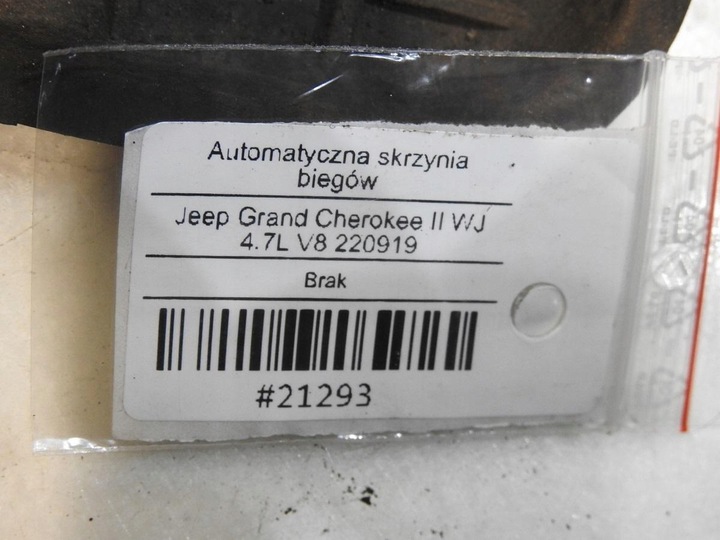 Automatyczna skrzynia
biegów
Jeep Grand Cherokee II WJ
4.7L V8 220919
Brak
#21293